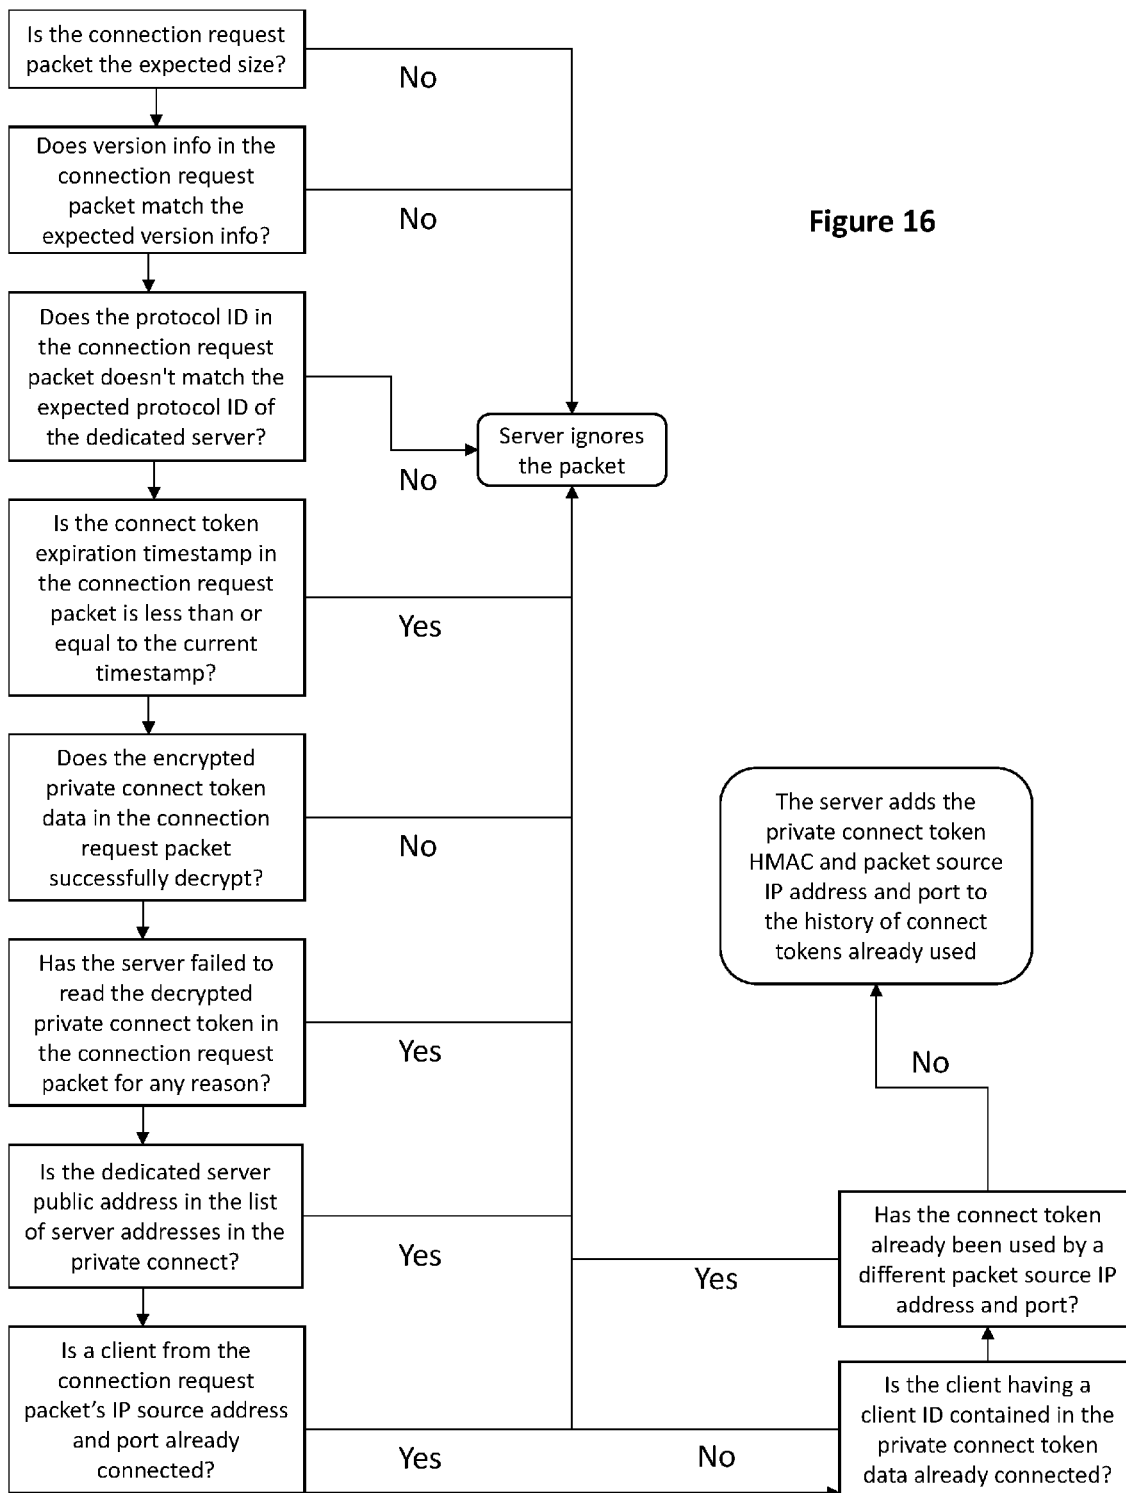 Is the connection request
packet the expected size?
No
Does version info in the
connection request
packet match the
expected version info?
No
Figure 16
Does the protocol ID in
the connection request
packet doesn't match the
expected protocol ID of
the dedicated server?
No
Server ignores
the packet
Is the connect token
expiration timestamp in
the connection request
packet is less than or
equal to the current
timestamp?
Yes
Does the encrypted
private connect token
data in the connection
request packet
successfully decrypt?
No
Has the server failed to
read the decrypted
private connect token in
the connection request
packet for any reason?
Yes
Is the dedicated server
public address in the list
of server addresses in the
private connect?
Yes
Is a client from the
connection request
packet’s IP source address
and port already
connected?
Yes
No
Is the client having a
client ID contained in the
private connect token
data already connected?
Has the connect token
already been used by a
different packet source IP
address and port?
Yes
No
The server adds the
private connect token
HMAC and packet source
IP address and port to
the history of connect
tokens already used